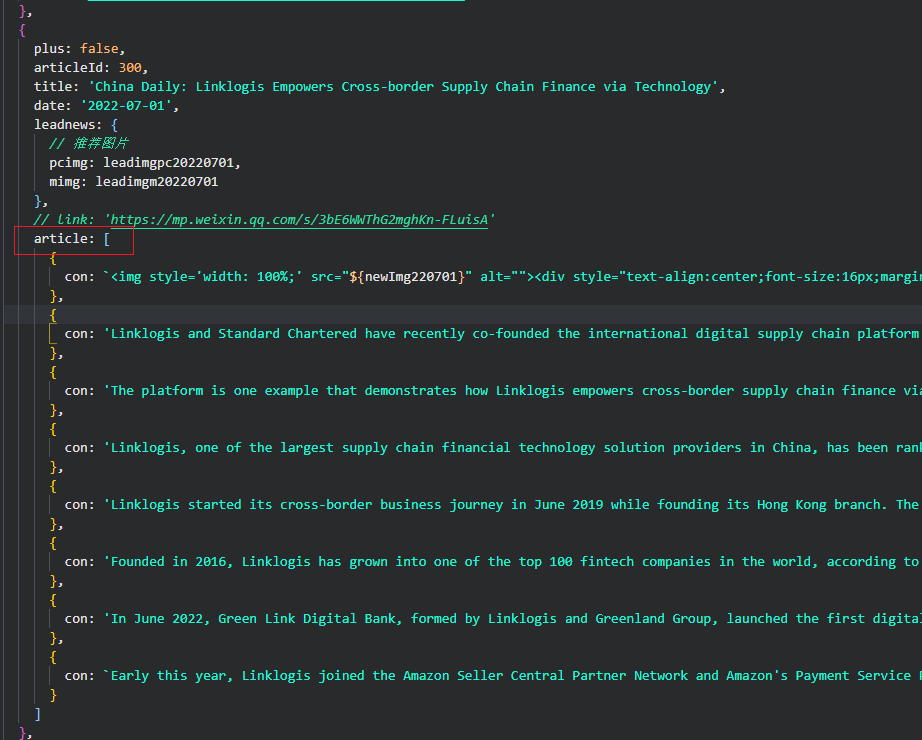 },
{
plus: false,
articleId: 300,
title: 'China Daily: Linklogis Empowers Cross-border Supply Chain Finance via Technology',
date: '2022-07-01',
leadnews: {
// 推荐图片
pcimg: leadimgpc20220701,
mimg: leadimgm20220701
},
// link: 'https://mp.weixin.qq.com/s/3bE6WWThG2mghKn-FLuisA'
article: [
{
con: `<img style='width: 100%;' src="${newImg220701}" alt=""><div style="text-align:center;font-size:16px;margin
},
{
con: 'Linklogis and Standard Chartered have recently co-founded the international digital supply chain platform
},
{
con: 'The platform is one example that demonstrates how Linklogis empowers cross-border supply chain finance via
},
{
con: 'Linklogis, one of the largest supply chain financial technology solution providers in China, has been rank
},
{
con: 'Linklogis started its cross-border business journey in June 2019 while founding its Hong Kong branch. The
},
{
con: 'Founded in 2016, Linklogis has grown into one of the top 100 fintech companies in the world, according to
},
{
con: 'In June 2022, Green Link Digital Bank, formed by Linklogis and Greenland Group, launched the first digita
},
{
con: `Early this year, Linklogis joined the Amazon Seller Central Partner Network and Amazon's Payment Service
}
]
},